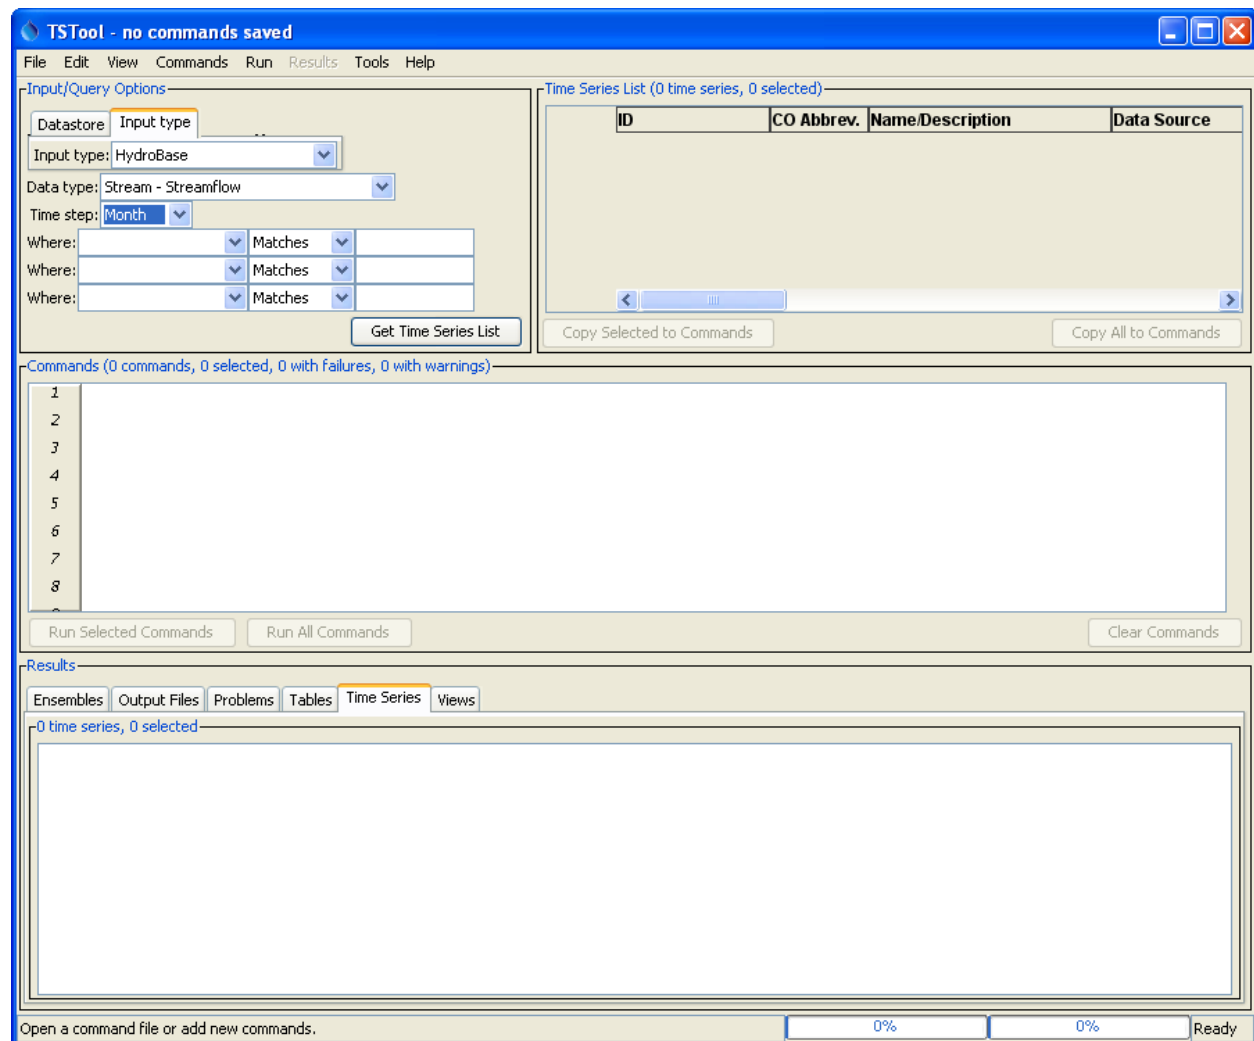 TSTool - no commands saved
File Edit View Commands Run Results Tools Help
Input/Query Options
Datastore Input type
Input type: HydroBase
Data type: Stream - Streamflow
Time step: Month
Where: Matches
Where: Matches
Where: Matches
Get Time Series List
Time Series List (0 time series, 0 selected)
ID CO Abbrev. Name/Description Data Source
Copy Selected to Commands Copy All to Commands
Commands (0 commands, 0 selected, 0 with failures, 0 with warnings)
1
2
3
4
5
6
7
8
Run Selected Commands Run All Commands Clear Commands
Results
Ensembles Output Files Problems Tables Time Series Views
0 time series, 0 selected
Open a command file or add new commands. 0% 0% Ready